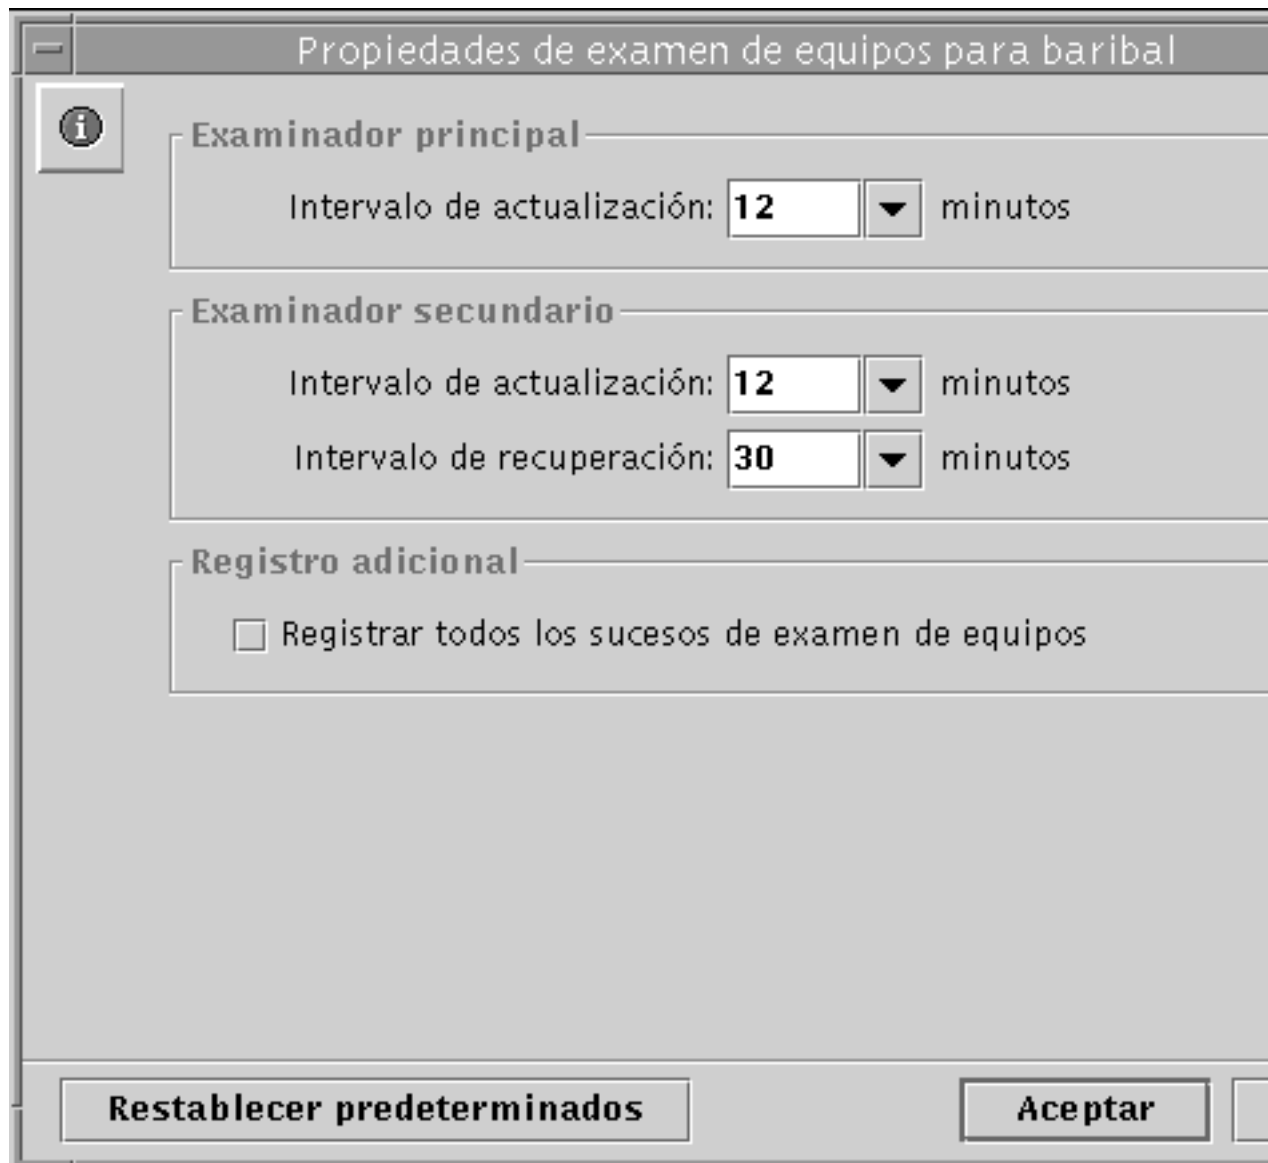 Propiedades de examen de equipos para baribal
Examinador principal
Intervalo de actualización: 12 minutos
Examinador secundario
Intervalo de actualización: 12 minutos
Intervalo de recuperación: 30 minutos
Registro adicional
Registrar todos los sucesos de examen de equipos
Restablecer predeterminados Aceptar